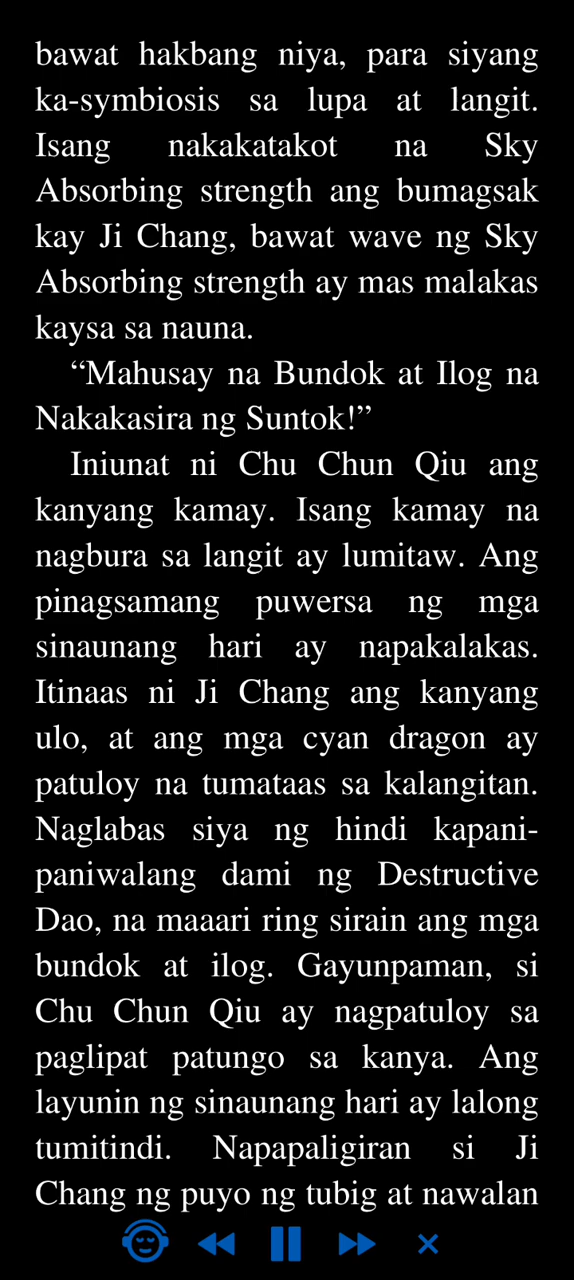 bawat hakbang niya, para siyang
ka-symbiosis sa lupa at langit.
Isang nakakatakot na Sky
Absorbing strength ang bumagsak
kay Ji Chang, bawat wave ng Sky
Absorbing strength ay mas malakas
kaysa sa nauna.
“Mahusay na Bundok at Ilog na
Nakakasira ng Suntok!”
Iniunat ni Chu Chun Qiu ang
kanyang kamay. Isang kamay na
nagbura sa langit ay lumitaw. Ang
pinagsamang puwersa ng mga
sinaunang hari ay napakalakas.
Itinaas ni Ji Chang ang kanyang
ulo, at ang mga cyan dragon ay
patuloy na tumataas sa kalangitan.
Naglabas siya ng hindi kapani-
paniwalang dami ng Destructive
Dao, na maaari ring sirain ang mga
bundok at ilog. Gayunpaman, si
Chu Chun Qiu ay nagpatuloy sa
paglipat patungo sa kanya. Ang
layunin ng sinaunang hari ay lalong
tumitindi. Napapaligiran si Ji
Chang ng puyo ng tubig at nawalan